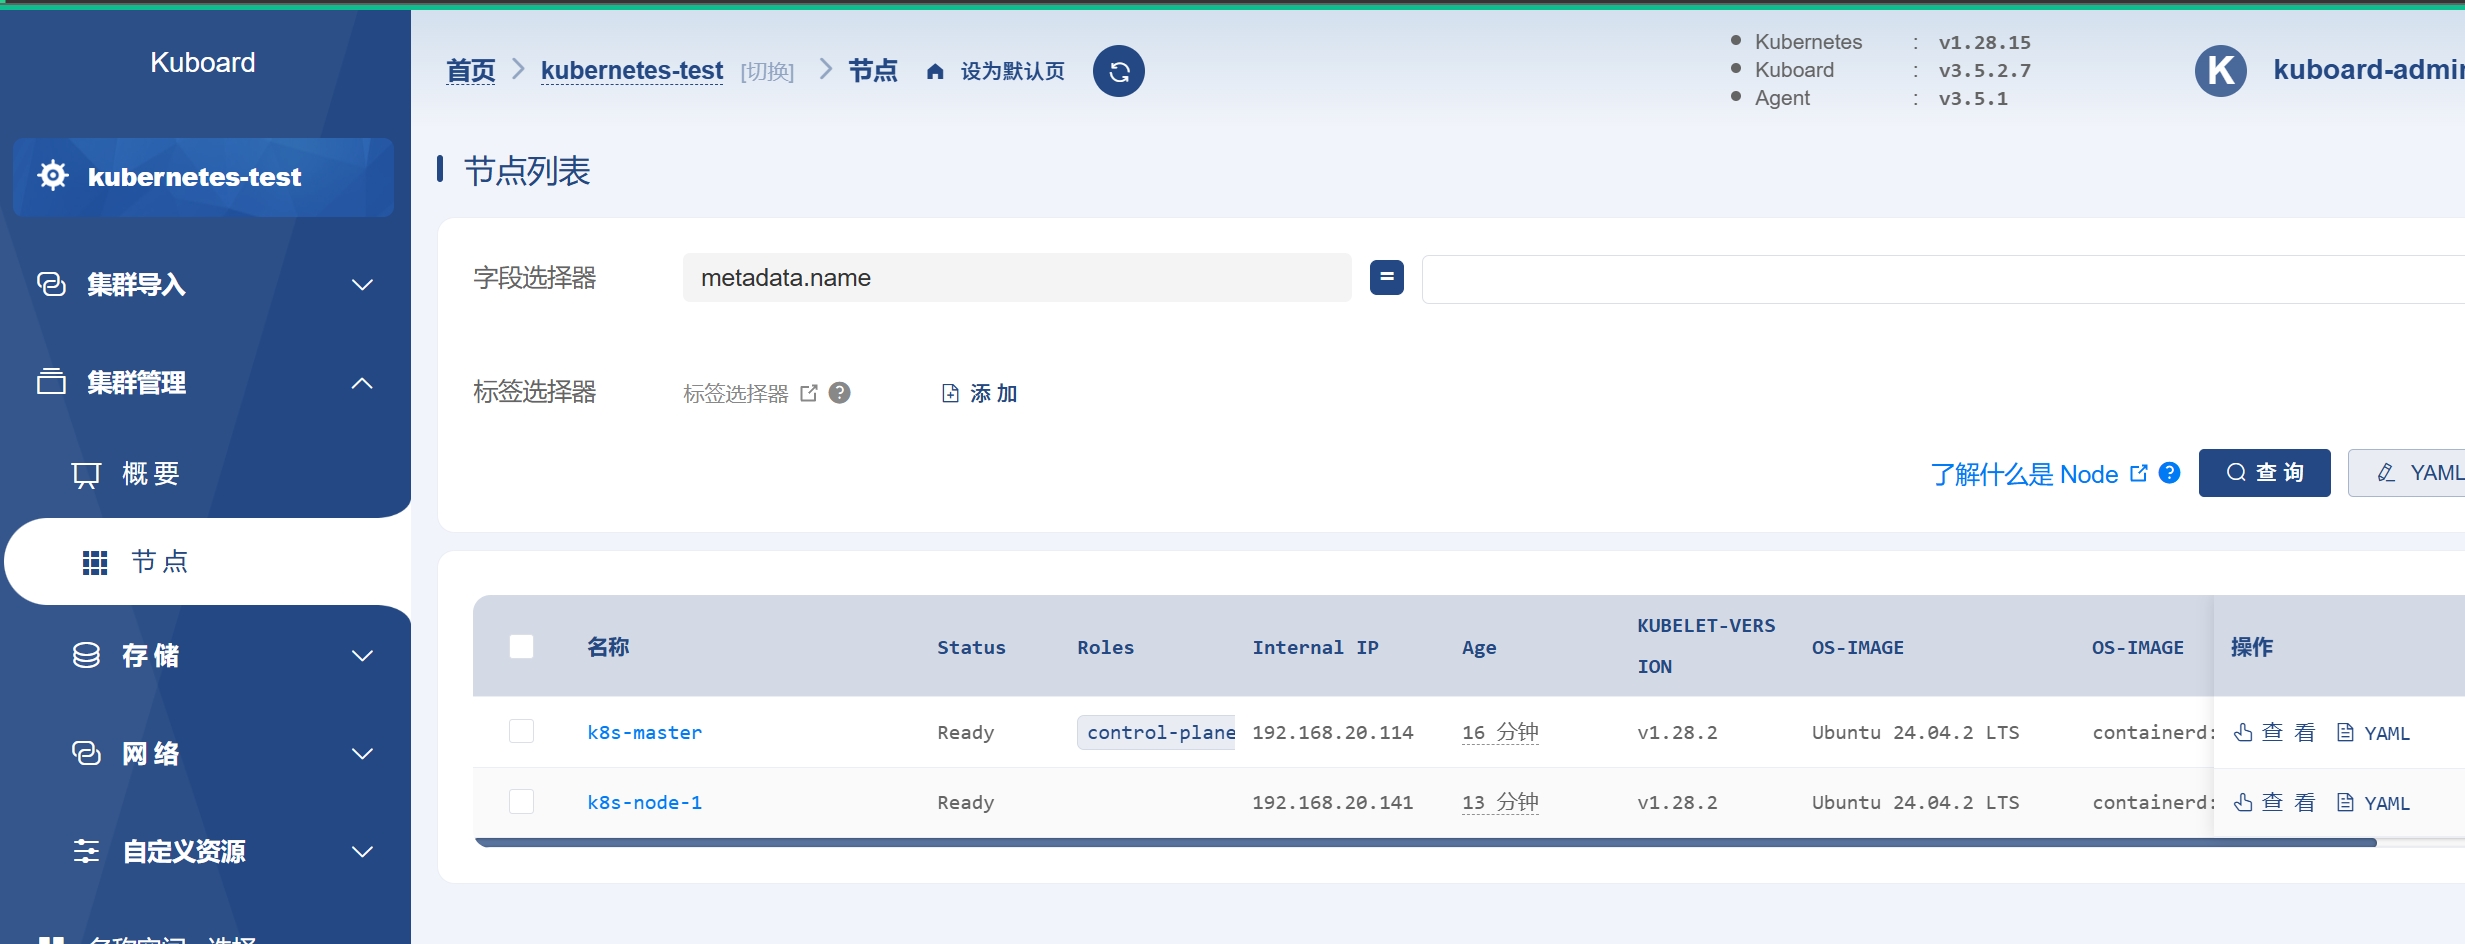 Kuboard
首页 kubernetes-test [切换] 节点 设为默认页
Kubernetes : v1.28.15
Kuboard : v3.5.2.7
Agent : v3.5.1
K kuboard-admin
kubernetes-test
集群导入
集群管理
概要
节点
存储
网络
自定义资源
节点列表
字段选择器 metadata.name =
标签选择器 标签选择器 ? 添加
了解什么是 Node ? 查询 YAML
名称 Status Roles Internal IP Age KUBELET-VERS OS-IMAGE OS-IMAGE 操作
ION
k8s-master Ready control-plane 192.168.20.114 16 分钟 v1.28.2 Ubuntu 24.04.2 LTS containerd: 查看 YAML
k8s-node-1 Ready 192.168.20.141 13 分钟 v1.28.2 Ubuntu 24.04.2 LTS containerd: 查看 YAML